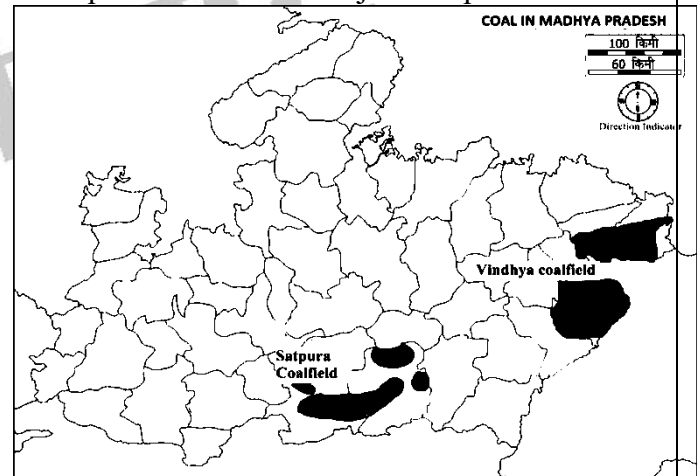 COAL IN MADHYA PRADESH
100 किमी
60 किमी
Direction Indicator
Vindhya coalfield
Satpura
Coalfield